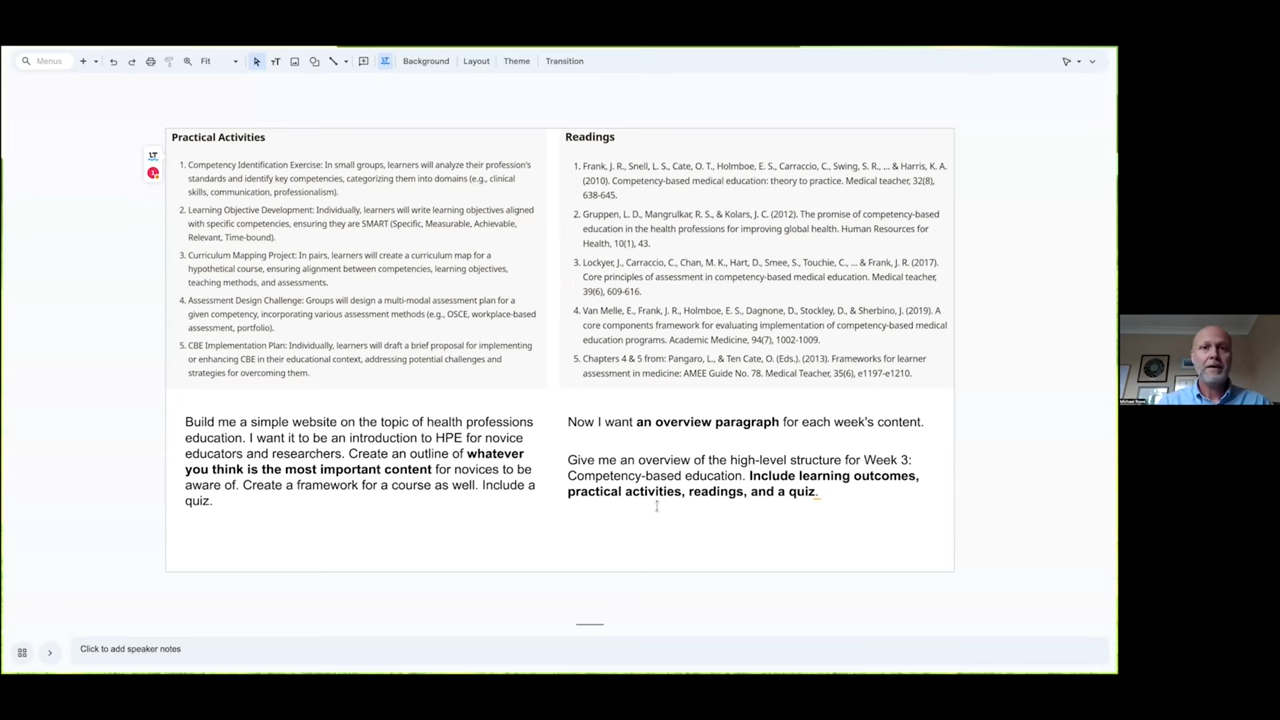 Menus
Fit
Background
Layout
Theme
Transition
Practical Activities
1. Competency Identification Exercise: In small groups, learners will analyze their profession's
standards and identify key competencies, categorizing them into domains (e.g., clinical
skills, communication, professionalism).
2. Learning Objective Development: Individually, learners will write learning objectives aligned
with specific competencies, ensuring they are SMART (Specific, Measurable, Achievable,
Relevant, Time-bound).
3. Curriculum Mapping Project: In pairs, learners will create a curriculum map for a
hypothetical course, ensuring alignment between competencies, learning objectives,
teaching methods, and assessments.
4. Assessment Design Challenge: Groups will design a multi-modal assessment plan for a
given competency, incorporating various assessment methods (e.g., OSCE, workplace-based
assessment, portfolio).
5. CBE Implementation Plan: Individually, learners will draft a brief proposal for implementing
or enhancing CBE in their educational context, addressing potential challenges and
strategies for overcoming them.
Readings
1. Frank, J. R., Snell, L. S., Cate, O. T., Holmboe, E. S., Carraccio, C., Swing, S. R., ... & Harris, K. A.
(2010). Competency-based medical education: theory to practice. Medical teacher, 32(8),
638-645.
2. Gruppen, L. D., Mangrulkar, R. S., & Kolars, J. C. (2012). The promise of competency-based
education in the health professions for improving global health. Human Resources for
Health, 10(1), 43.
3. Lockyer, J., Carraccio, C., Chan, M. K., Hart, D., Smee, S., Touchie, C., ... & Frank, J. R. (2017).
Core principles of assessment in competency-based medical education. Medical teacher,
39(6), 609-616.
4. Van Melle, E., Frank, J. R., Holmboe, E. S., Dagnone, D., Stockley, D., & Sherbino, J. (2019). A
core components framework for evaluating implementation of competency-based medical
education programs. Academic Medicine, 94(7), 1002-1009.
5. Chapters 4 & 5 from: Pangaro, L., & Ten Cate, O. (Eds.). (2013). Frameworks for learner
assessment in medicine: AMEE Guide No. 78. Medical Teacher, 35(6), e1197-e1210.
Build me a simple website on the topic of health professions
education. I want it to be an introduction to HPE for novice
educators and researchers. Create an outline of whatever
you think is the most important content for novices to be
aware of. Create a framework for a course as well. Include a
quiz.
Now I want an overview paragraph for each week's content.
Give me an overview of the high-level structure for Week 3:
Competency-based education. Include learning outcomes,
practical activities, readings, and a quiz.
Click to add speaker notes